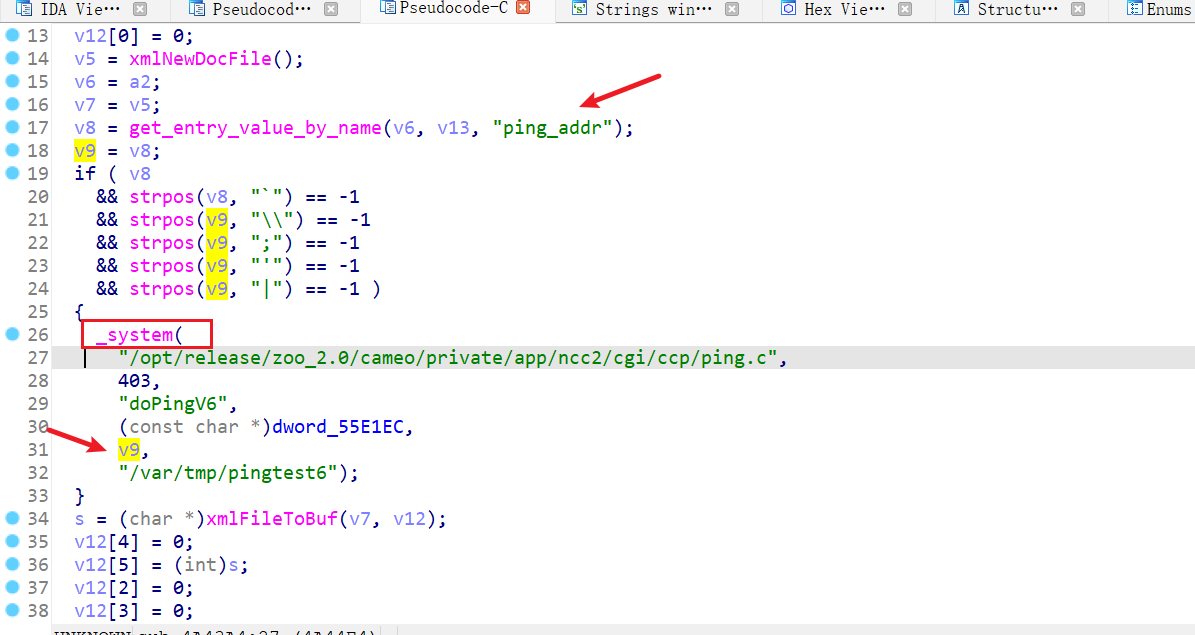 IDA Vie··· Pseudocod··· Pseudocode-C Strings win··· Hex Vie··· Structu··· Enums
13 v12[0] = 0;
14 v5 = xmlNewDocFile();
15 v6 = a2;
16 v7 = v5;
17 v8 = get_entry_value_by_name(v6, v13, "ping_addr");
18 v9 = v8;
19 if ( v8
20 && strpos(v8, "`") == -1
21 && strpos(v9, "\\") == -1
22 && strpos(v9, ";") == -1
23 && strpos(v9, "'") == -1
24 && strpos(v9, "|") == -1 )
25 {
26 _system(
27 "/opt/release/zoo_2.0/cameo/private/app/ncc2/cgi/ccp/ping.c",
28 403,
29 "doPingV6",
30 (const char *)dword_55E1EC,
31 v9,
32 "/var/tmp/pingtest6");
33 }
34 s = (char *)xmlFileToBuf(v7, v12);
35 v12[4] = 0;
36 v12[5] = (int)s;
37 v12[2] = 0;
38 v12[3] = 0;